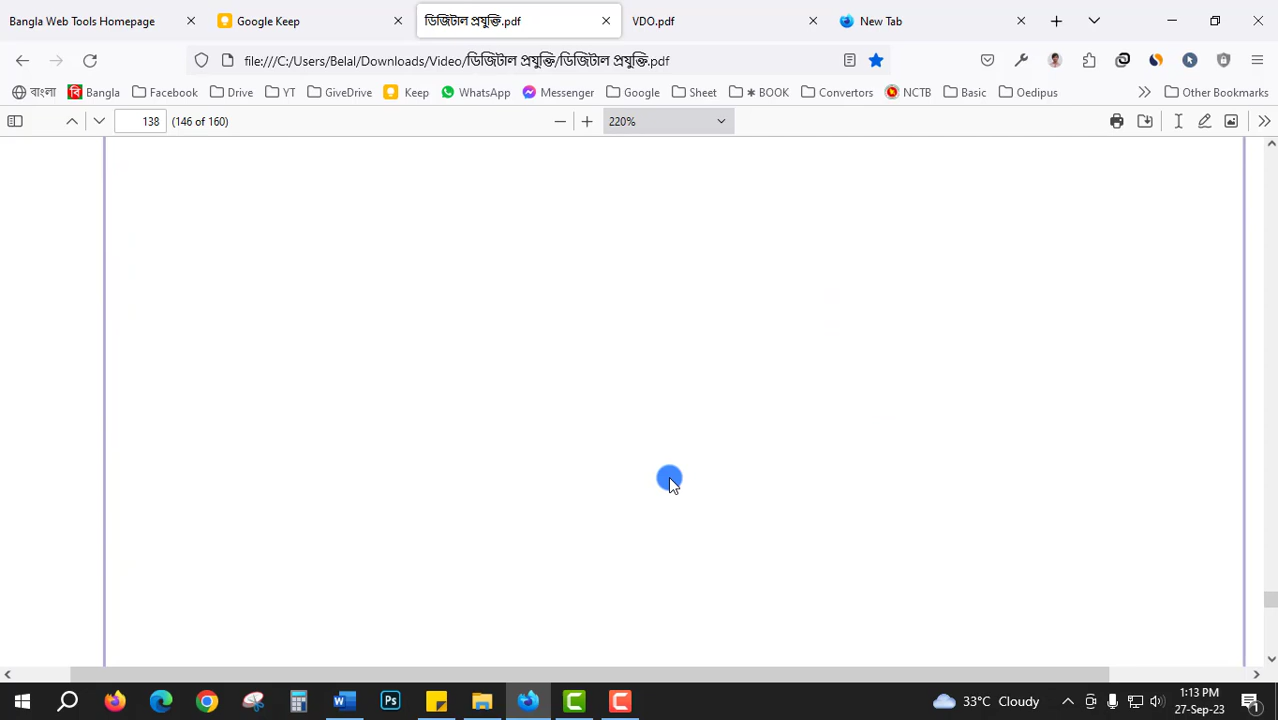 Bangla Web Tools Homepage
Google Keep
ডিজিটাল প্রযুক্তি.pdf
VDO.pdf
New Tab
file:///C:/Users/Belal/Downloads/Video/ডিজিটাল প্রযুক্তি/ডিজিটাল প্রযুক্তি.pdf
বাংলা
বি Bangla
Facebook
Drive
YT
GiveDrive
Keep
WhatsApp
Messenger
Google
Sheet
* BOOK
Convertors
NCTB
Basic
Oedipus
Other Bookmarks
138
(146 of 160)
220%
Ps
33°C Cloudy
1:13 PM
27-Sep-23
1